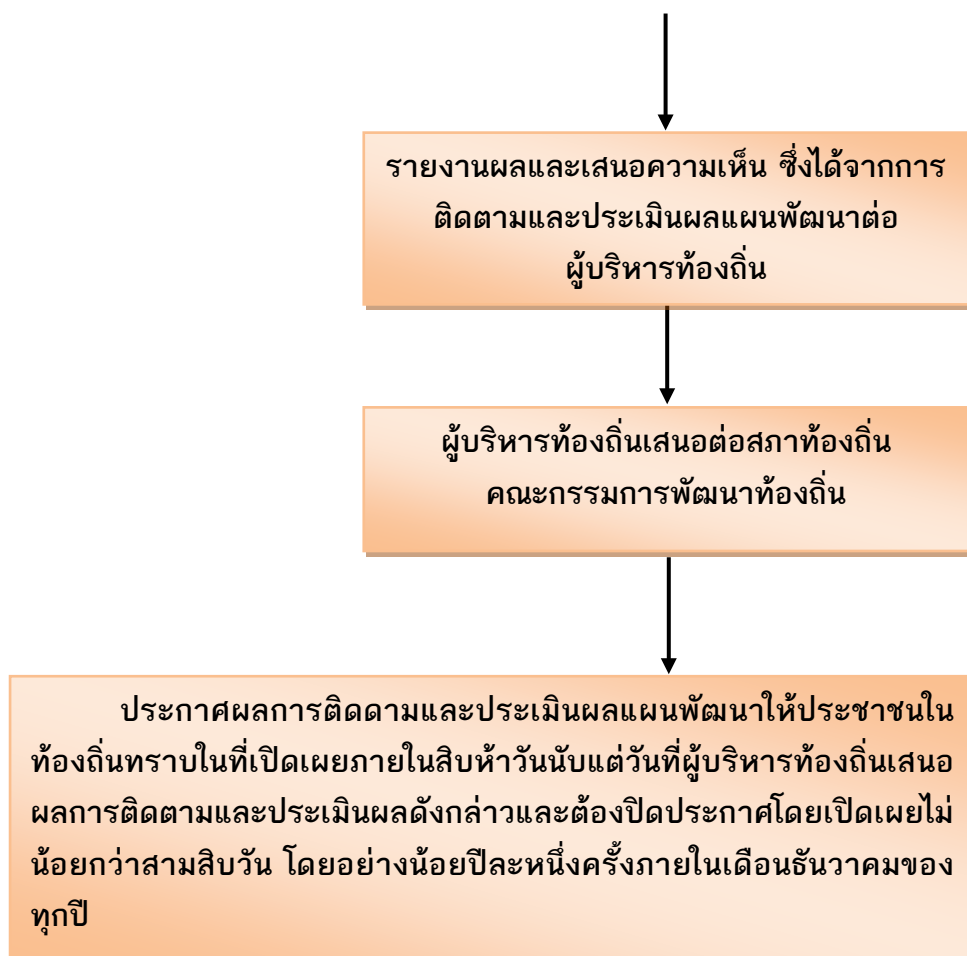 รายงานผลและเสนอความเห็น ซึ่งได้จากการ
ติดตามและประเมินผลแผนพัฒนาต่อ
ผู้บริหารท้องถิ่น
ผู้บริหารท้องถิ่นเสนอต่อสภาท้องถิ่น
คณะกรรมการพัฒนาท้องถิ่น
ประกาศผลการติดดามและประเมินผลแผนพัฒนาให้ประชาชนใน
ท้องถิ่นทราบในที่เปิดเผยภายในสิบห้าวันนับแต่วันที่ผู้บริหารท้องถิ่นเสนอ
ผลการติดตามและประเมินผลดังกล่าวและต้องปิดประกาศโดยเปิดเผยไม่
น้อยกว่าสามสิบวัน โดยอย่างน้อยปีละหนึ่งครั้งภายในเดือนธันวาคมของ
ทุกปี